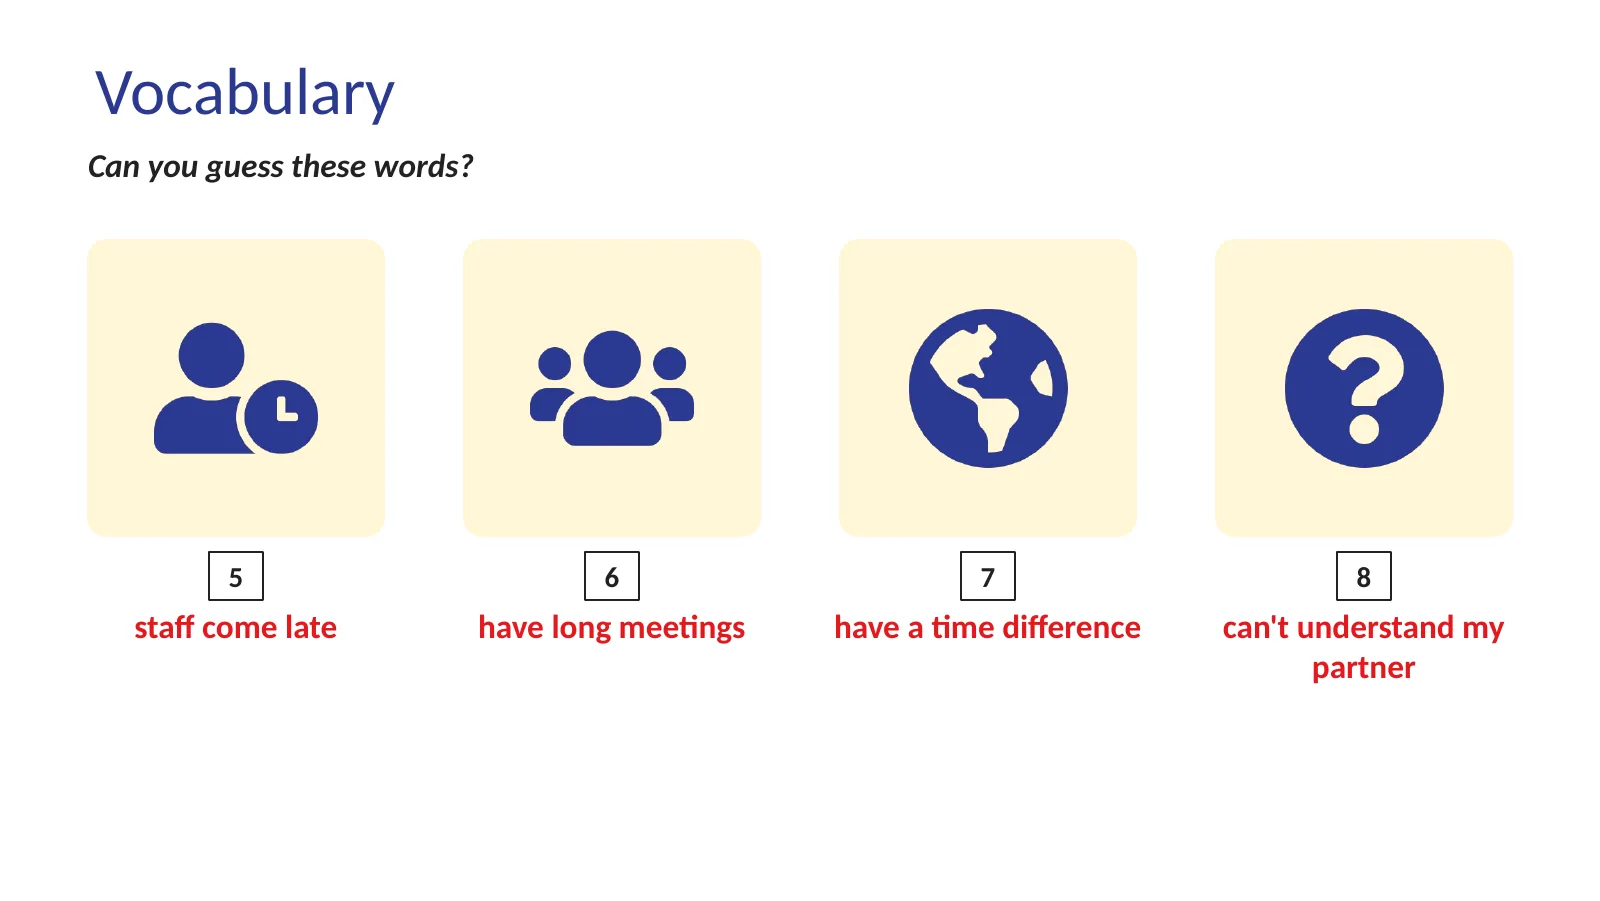 Vocabulary
Can you guess these words?
5
staff come late
6
have long meetings
7
have a time difference
8
can't understand my
partner